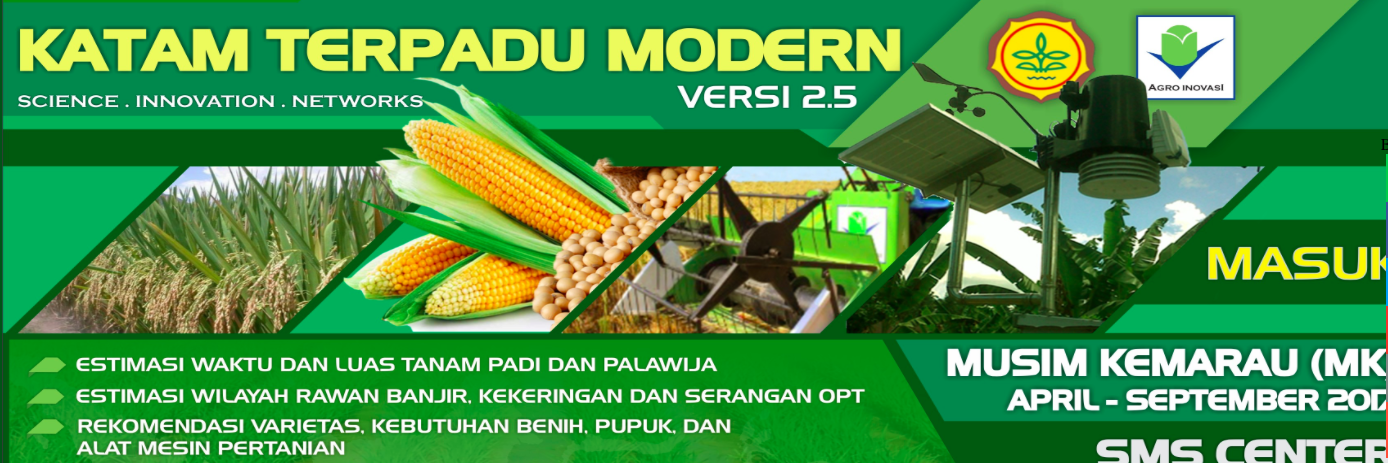 KATAM TERPADU MODERN
SCIENCE . INNOVATION . NETWORKS
VERSI 2.5
AGRO INOVASI
MASUK
ESTIMASI WAKTU DAN LUAS TANAM PADI DAN PALAWIJA
ESTIMASI WILAYAH RAWAN BANJIR, KEKERINGAN DAN SERANGAN OPT
REKOMENDASI VARIETAS, KEBUTUHAN BENIH, PUPUK, DAN
ALAT MESIN PERTANIAN
MUSIM KEMARAU (MK
APRIL - SEPTEMBER 2017
SMS CENTER